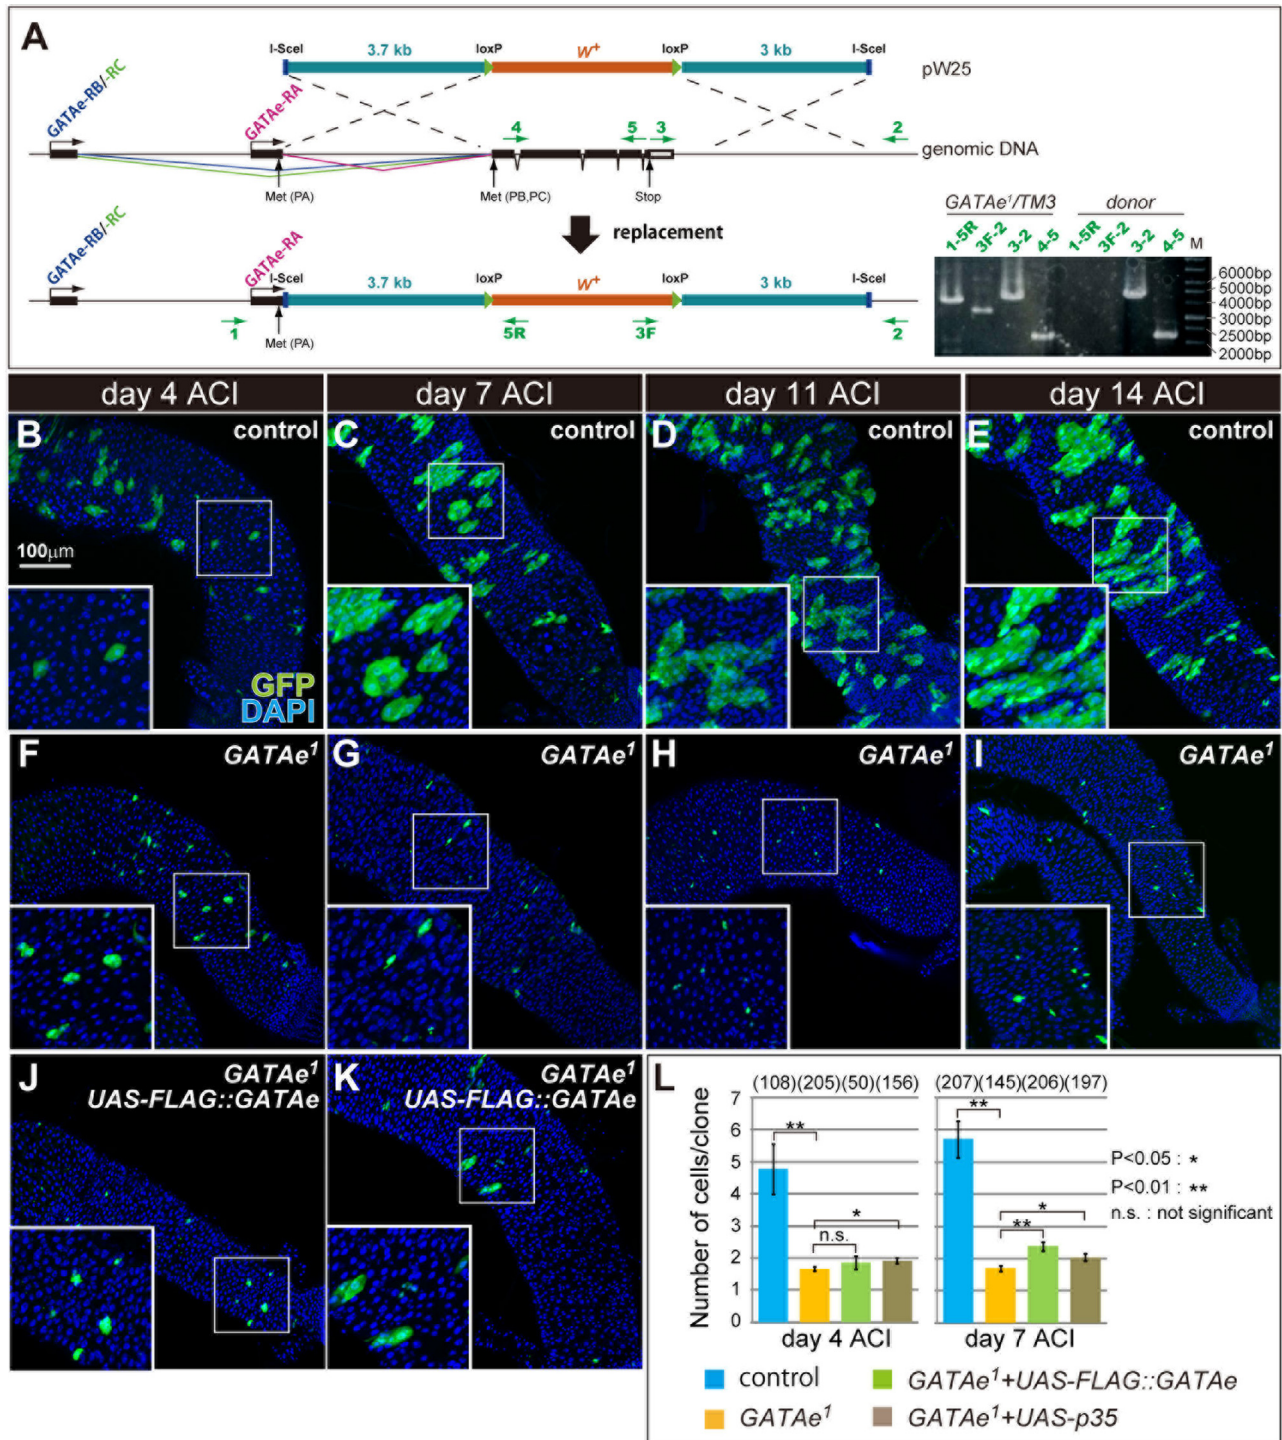 A
I-SceI 3.7 kb loxP W+ loxP 3 kb I-SceI
pW25
GATAe-RB/-RC
GATAe-RA
4 5 3 2
genomic DNA
Met (PA) Met (PB,PC) Stop
replacement
GATAe-RB/-RC
GATAe-RA
I-SceI 3.7 kb loxP W+ loxP 3 kb I-SceI
1 Met (PA) 5R 3F 2
GATAe1/TM3 donor
1-5R 3F-2 3-2 4-5 1-5R 3F-2 3-2 4-5 M
6000bp
5000bp
4000bp
3000bp
2500bp
2000bp
day 4 ACI day 7 ACI day 11 ACI day 14 ACI
B control C control D control E control
100μm
GFP
DAPI
F GATAe1 G GATAe1 H GATAe1 I GATAe1
J GATAe1
UAS-FLAG::GATAe
K GATAe1
UAS-FLAG::GATAe
L
(108)(205)(50)(156) (207)(145)(206)(197)
Number of cells/clone
7
6
5
4
3
2
1
0
** * n.s.
** * **
P<0.05 : *
P<0.01 : **
n.s. : not significant
day 4 ACI day 7 ACI
control GATAe1+UAS-FLAG::GATAe
GATAe1 GATAe1+UAS-p35